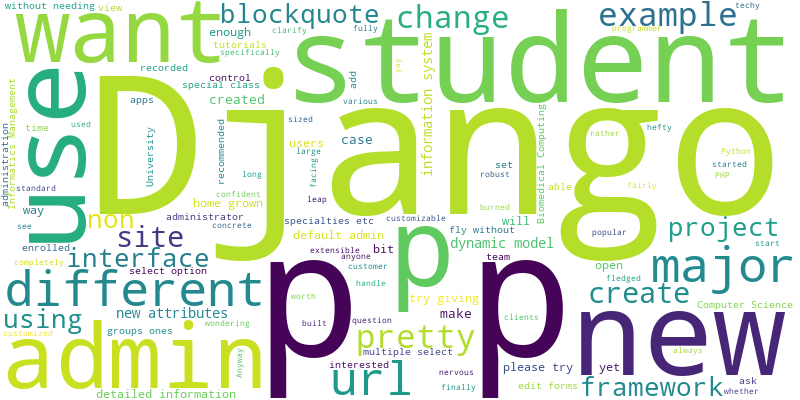 without needing view
want
blockquote
change
example
techy
programmer
enough
clarify
fully
tutorials
specifically
student
recorded
control
yay
special class
add
apps
created
various
use
Django
administration
Informatics Management
time
used
University
recommended
long
users
sized
case
large
facing
information system
set
robust
Biomedical Computing
rather
hefty
able
Python
started
PHP
standard
confident
home grown
leap
burned
fairly
way
see
non
administrator
concrete
specialties etc
customizable
will
popular
project
enrolled
site
default admin
fly without
dynamic model
start
completely
interface
select option
extensible
anyone
bit
p
team
open
major
different
customer
handle
pp
fledged
worth
try giving
create
Computer Science
using
new attributes
built
question
make
clients
new
customized
groups ones
wondering
pretty
always
admin
multiple select
interested
nervous
please try
yet
ask
Anyway
url
finally
edit forms
framework
whether
detailed information